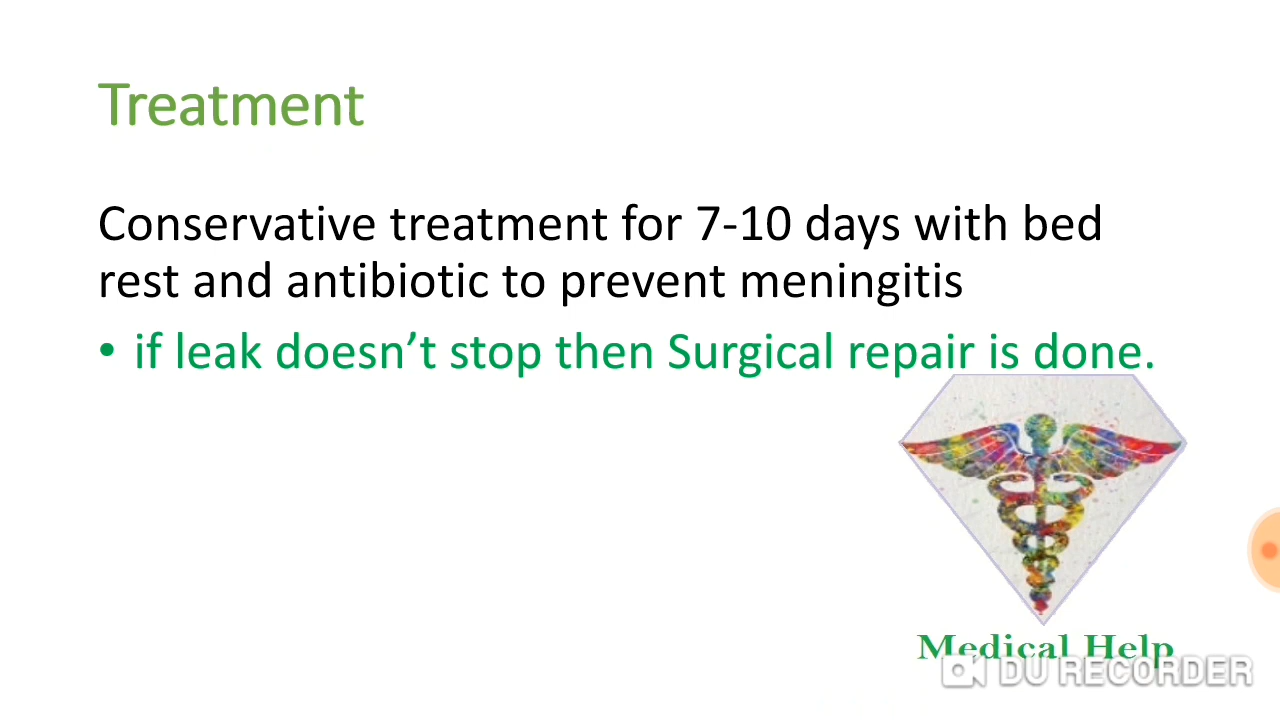 Treatment
Conservative treatment for 7-10 days with bed
rest and antibiotic to prevent meningitis
• if leak doesn't stop then Surgical repair is done.
Medical Help
DU RECORDER